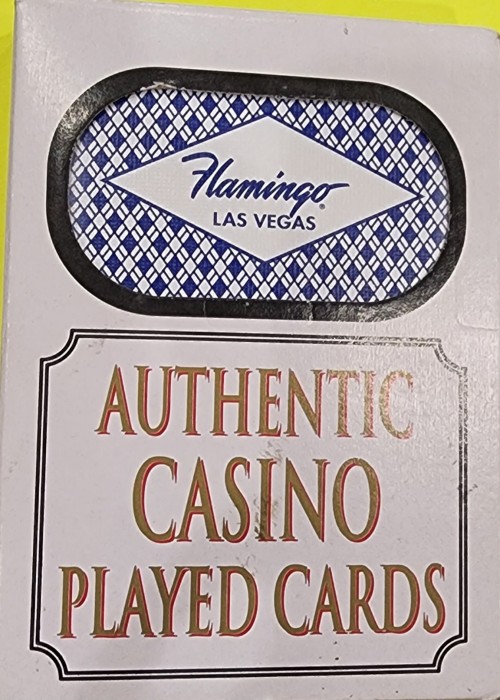 Flamingo®
LAS VEGAS
AUTHENTIC
CASINO
PLAYED CARDS